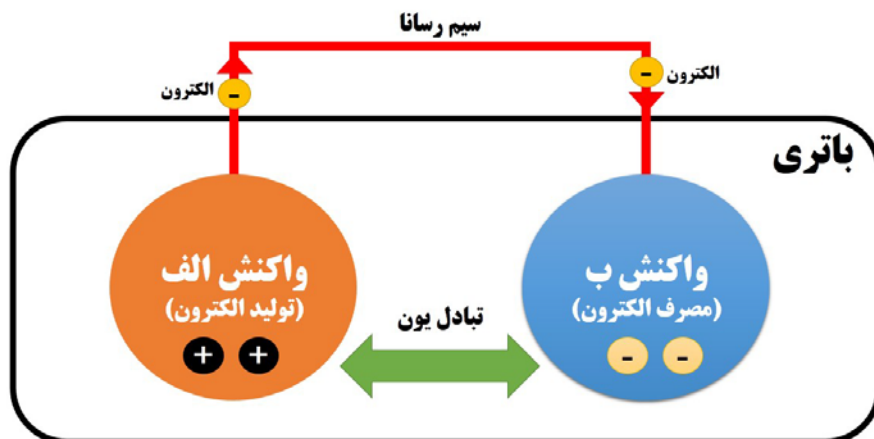 سیم رسانا
الکترون
-
الکترون
-
باتری
واکنش ب
(مصرف الکترون)
- -
واکنش الف
(تولید الکترون)
+ +
تبادل یون